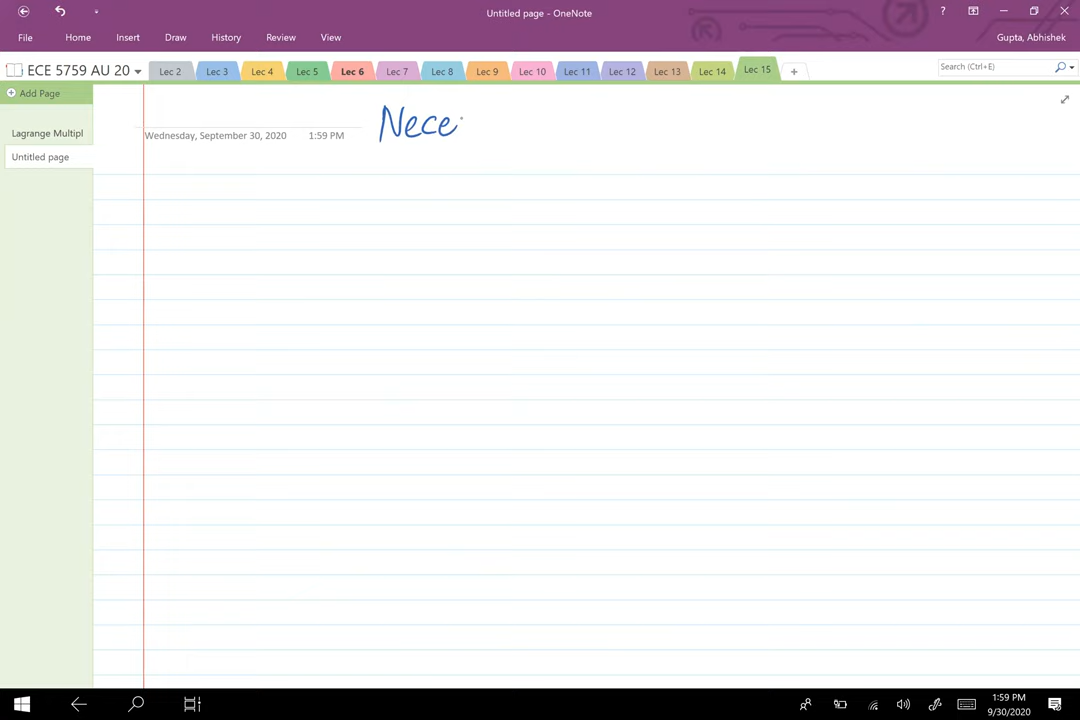 Untitled page - OneNote
?
File Home Insert Draw History Review View
Gupta, Abhishek
ECE 5759 AU 20
Lec 2 Lec 3 Lec 4 Lec 5 Lec 6 Lec 7 Lec 8 Lec 9 Lec 10 Lec 11 Lec 12 Lec 13 Lec 14 Lec 15
Search (Ctrl+E)
Add Page
Lagrange Multipl
Untitled page
Nece
Wednesday, September 30, 2020 1:59 PM
1:59 PM
9/30/2020